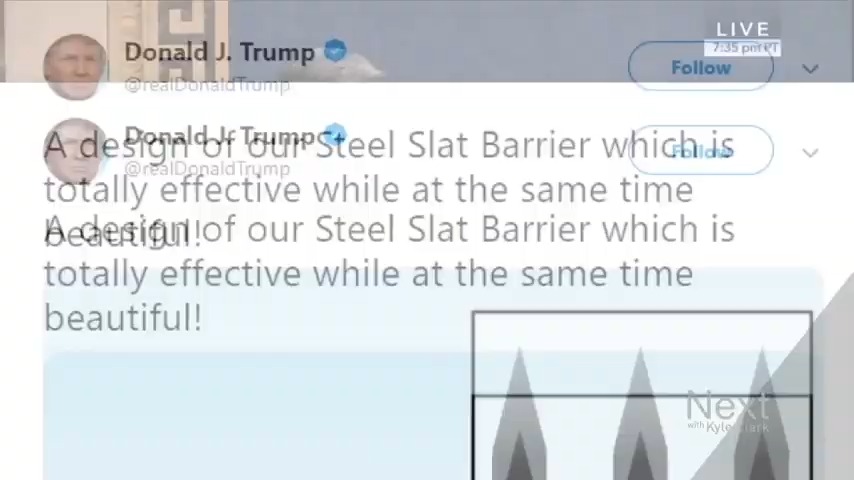 LIVE
7:35 pm PT
Donald J. Trump
@realDonaldTrump
Follow
Donald J. Trump
@realDonaldTrump
Follow
A design of our Steel Slat Barrier which is
totally effective while at the same time
beautiful!
A design of our Steel Slat Barrier which is
totally effective while at the same time
beautiful!
Next
with Kyle Clark